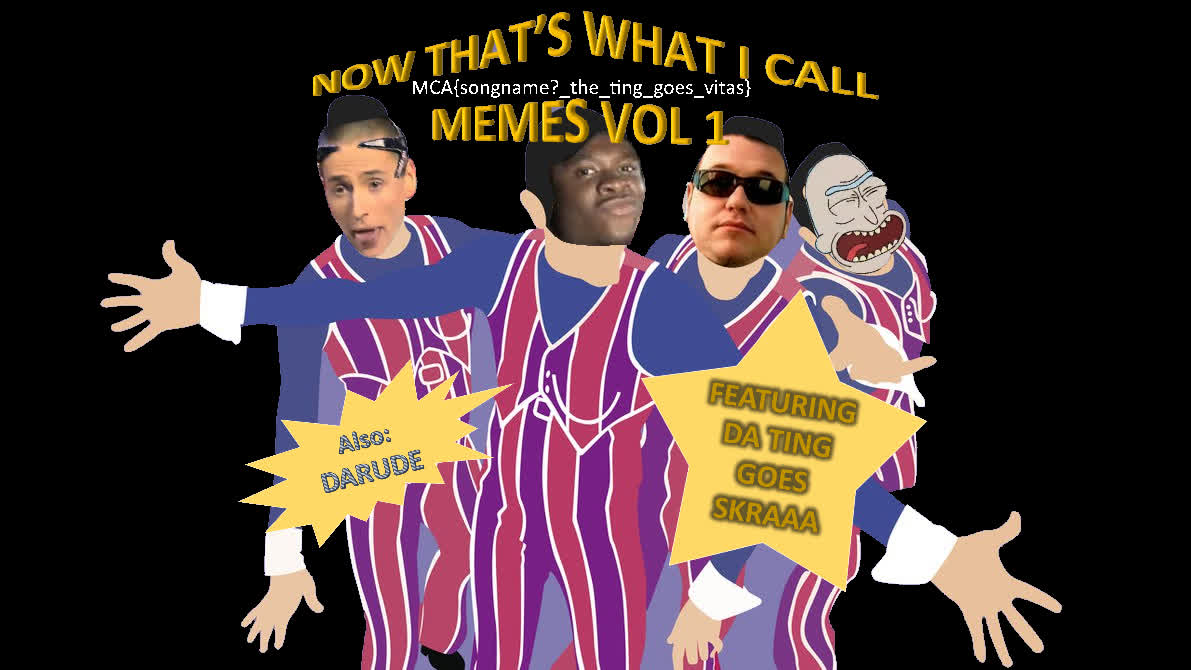 NOW THAT'S WHAT I CALL
MCA{songname?_the_ting_goes_vitas}
MEMES VOL 1
FEATURING
DA TING
GOES
SKRAAA
Also:
DARUDE